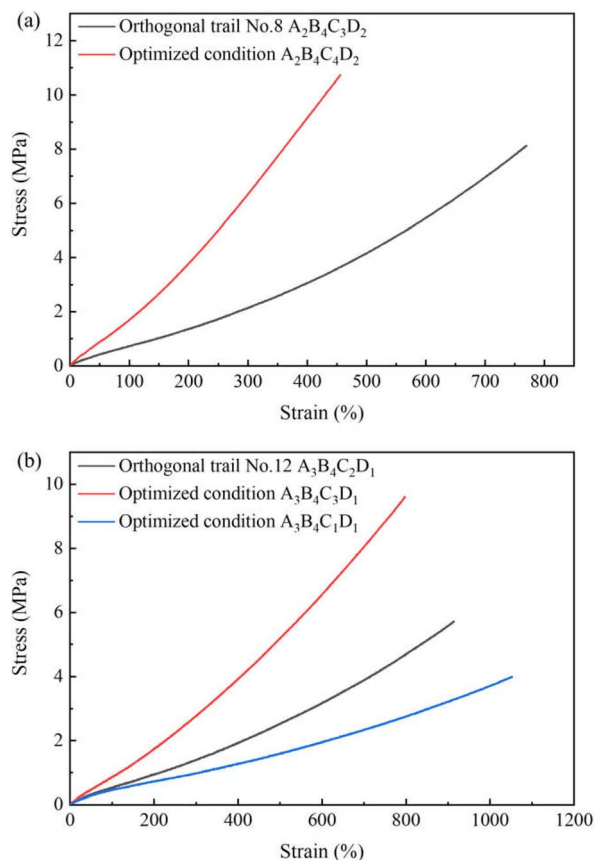 (a)
Orthogonal trail No.8 A₂B₄C₃D₂
Optimized condition A₂B₄C₄D₂
12
10
8
6
4
2
0
Stress (MPa)
0 100 200 300 400 500 600 700 800
Strain (%)
(b)
Orthogonal trail No.12 A₃B₄C₂D₁
Optimized condition A₃B₄C₃D₁
Optimized condition A₃B₄C₁D₁
10
8
6
4
2
0
Stress (MPa)
0 200 400 600 800 1000 1200
Strain (%)